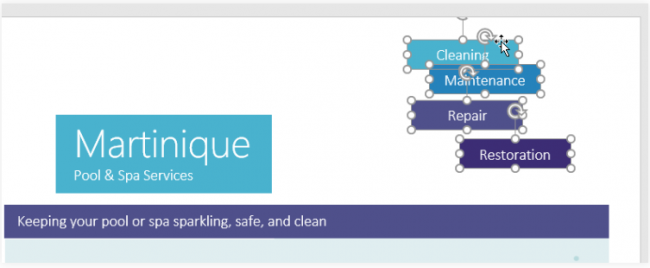 Cleaning
Maintenance
Repair
Restoration
Martinique
Pool & Spa Services
Keeping your pool or spa sparkling, safe, and clean